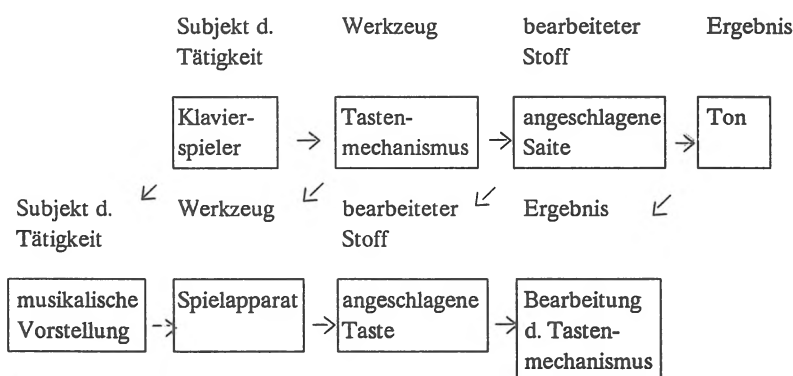 Subjekt d. Werkzeug bearbeiteter Ergebnis
Tätigkeit Stoff
Klavier- Tasten- angeschlagene Ton
spieler → mechanismus → Saite →
Subjekt d. Werkzeug bearbeiteter Ergebnis
Tätigkeit Stoff
musikalische Spielapparat angeschlagene Bearbeitung
Vorstellung Taste d. Tasten-
mechanismus